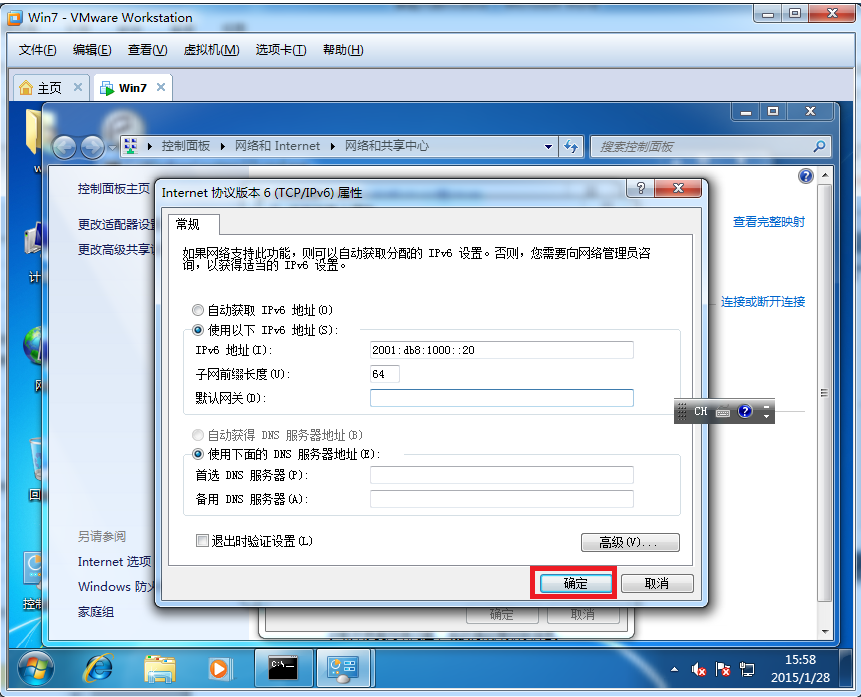 Win7 - VMware Workstation
文件(F) 编辑(E) 查看(V) 虚拟机(M) 选项卡(T) 帮助(H)
主页 Win7
控制面板 网络和 Internet 网络和共享中心 搜索控制面板
控制面板主页
更改适配器设
更改高级共享
查看完整映射
连接或断开连接
Internet 协议版本 6 (TCP/IPv6) 属性
常规
如果网络支持此功能，则可以自动获取分配的 IPv6 设置。否则，您需要向网络管理员咨
询，以获得适当的 IPv6 设置。
自动获取 IPv6 地址(O)
使用以下 IPv6 地址(S):
IPv6 地址(I): 2001:db8:1000::20
子网前缀长度(U): 64
默认网关(D):
自动获得 DNS 服务器地址(B)
使用下面的 DNS 服务器地址(E):
首选 DNS 服务器(P):
备用 DNS 服务器(A):
退出时验证设置(L)
高级(V)...
确定 取消
CH
另请参阅
Internet 选项
Windows 防火
家庭组
确定 取消
计
网
回
控制
C:\_
15:58
2015/1/28